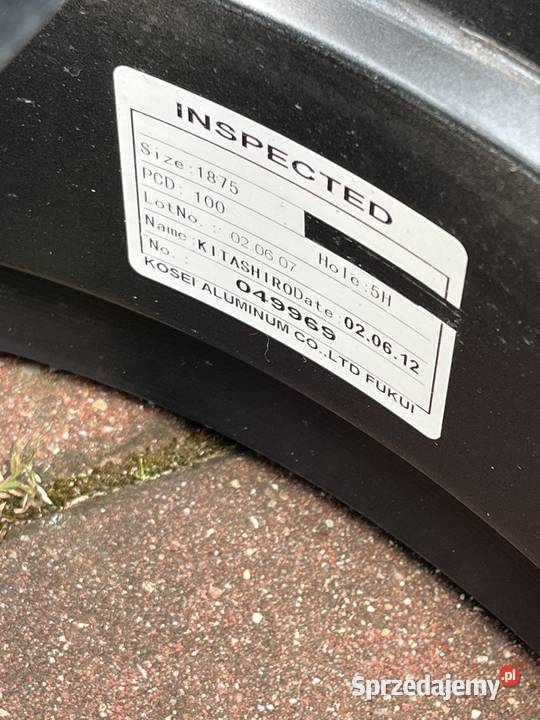 INSPECTED
Size:1875
PCD: 100 Hole:5H
LotNo.: 02.06.07
Name:KITASHIRO Date:02.06.12
No.: 049969
KOSEI ALUMINUM CO.,LTD FUKUI
Sprzedajemy.pl